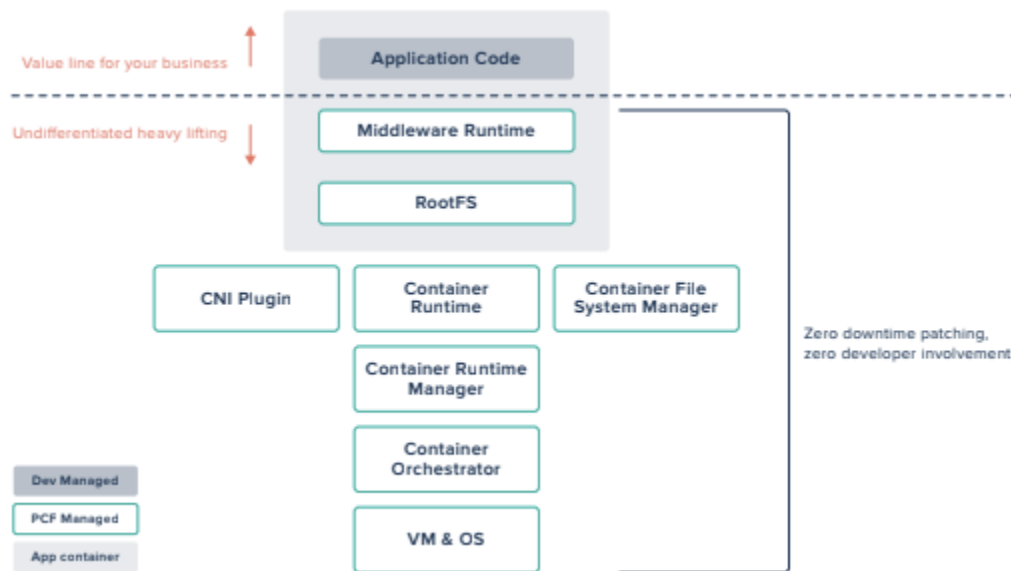 Application Code
Value line for your business
Middleware Runtime
Undifferentiated heavy lifting
RootFS
CNI Plugin
Container
Runtime
Container File
System Manager
Zero downtime patching,
zero developer involvement
Container Runtime
Manager
Container
Orchestrator
VM & OS
Dev Managed
PCF Managed
App container